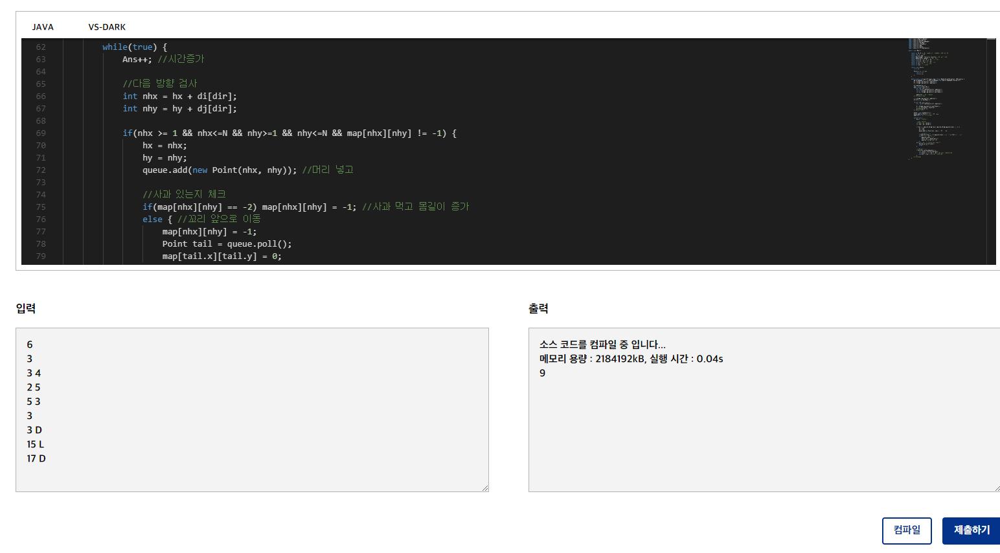 JAVA VS-DARK
62 while(true) {
63 Ans++; //시간증가
64
65 //다음 방향 검사
66 int nhx = hx + di[dir];
67 int nhy = hy + dj[dir];
68
69 if(nhx >= 1 && nhx<=N && nhy>=1 && nhy<=N && map[nhx][nhy] != -1) {
70 hx = nhx;
71 hy = nhy;
72 queue.add(new Point(nhx, nhy)); //머리 넣고
73
74 //사과 있는지 체크
75 if(map[nhx][nhy] == -2) map[nhx][nhy] = -1; //사과 먹고 몸길이 증가
76 else { //꼬리 앞으로 이동
77 map[nhx][nhy] = -1;
78 Point tail = queue.poll();
79 map[tail.x][tail.y] = 0;
입력
6
3
3 4
2 5
5 3
3
3 D
15 L
17 D
출력
소스 코드를 컴파일 중 입니다...
메모리 용량 : 2184192kB, 실행 시간 : 0.04s
9
컴파일 제출하기